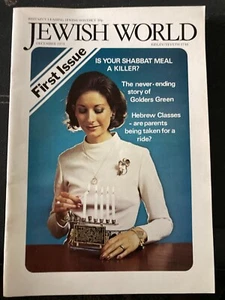 JEWISH WORLD
DECEMBER
First Issue
IS YOUR SHABBAT MEAL
A KILLER?
The never-ending
story of
Golders Green
Hebrew Classes
- are parents
being taken for a
ride?